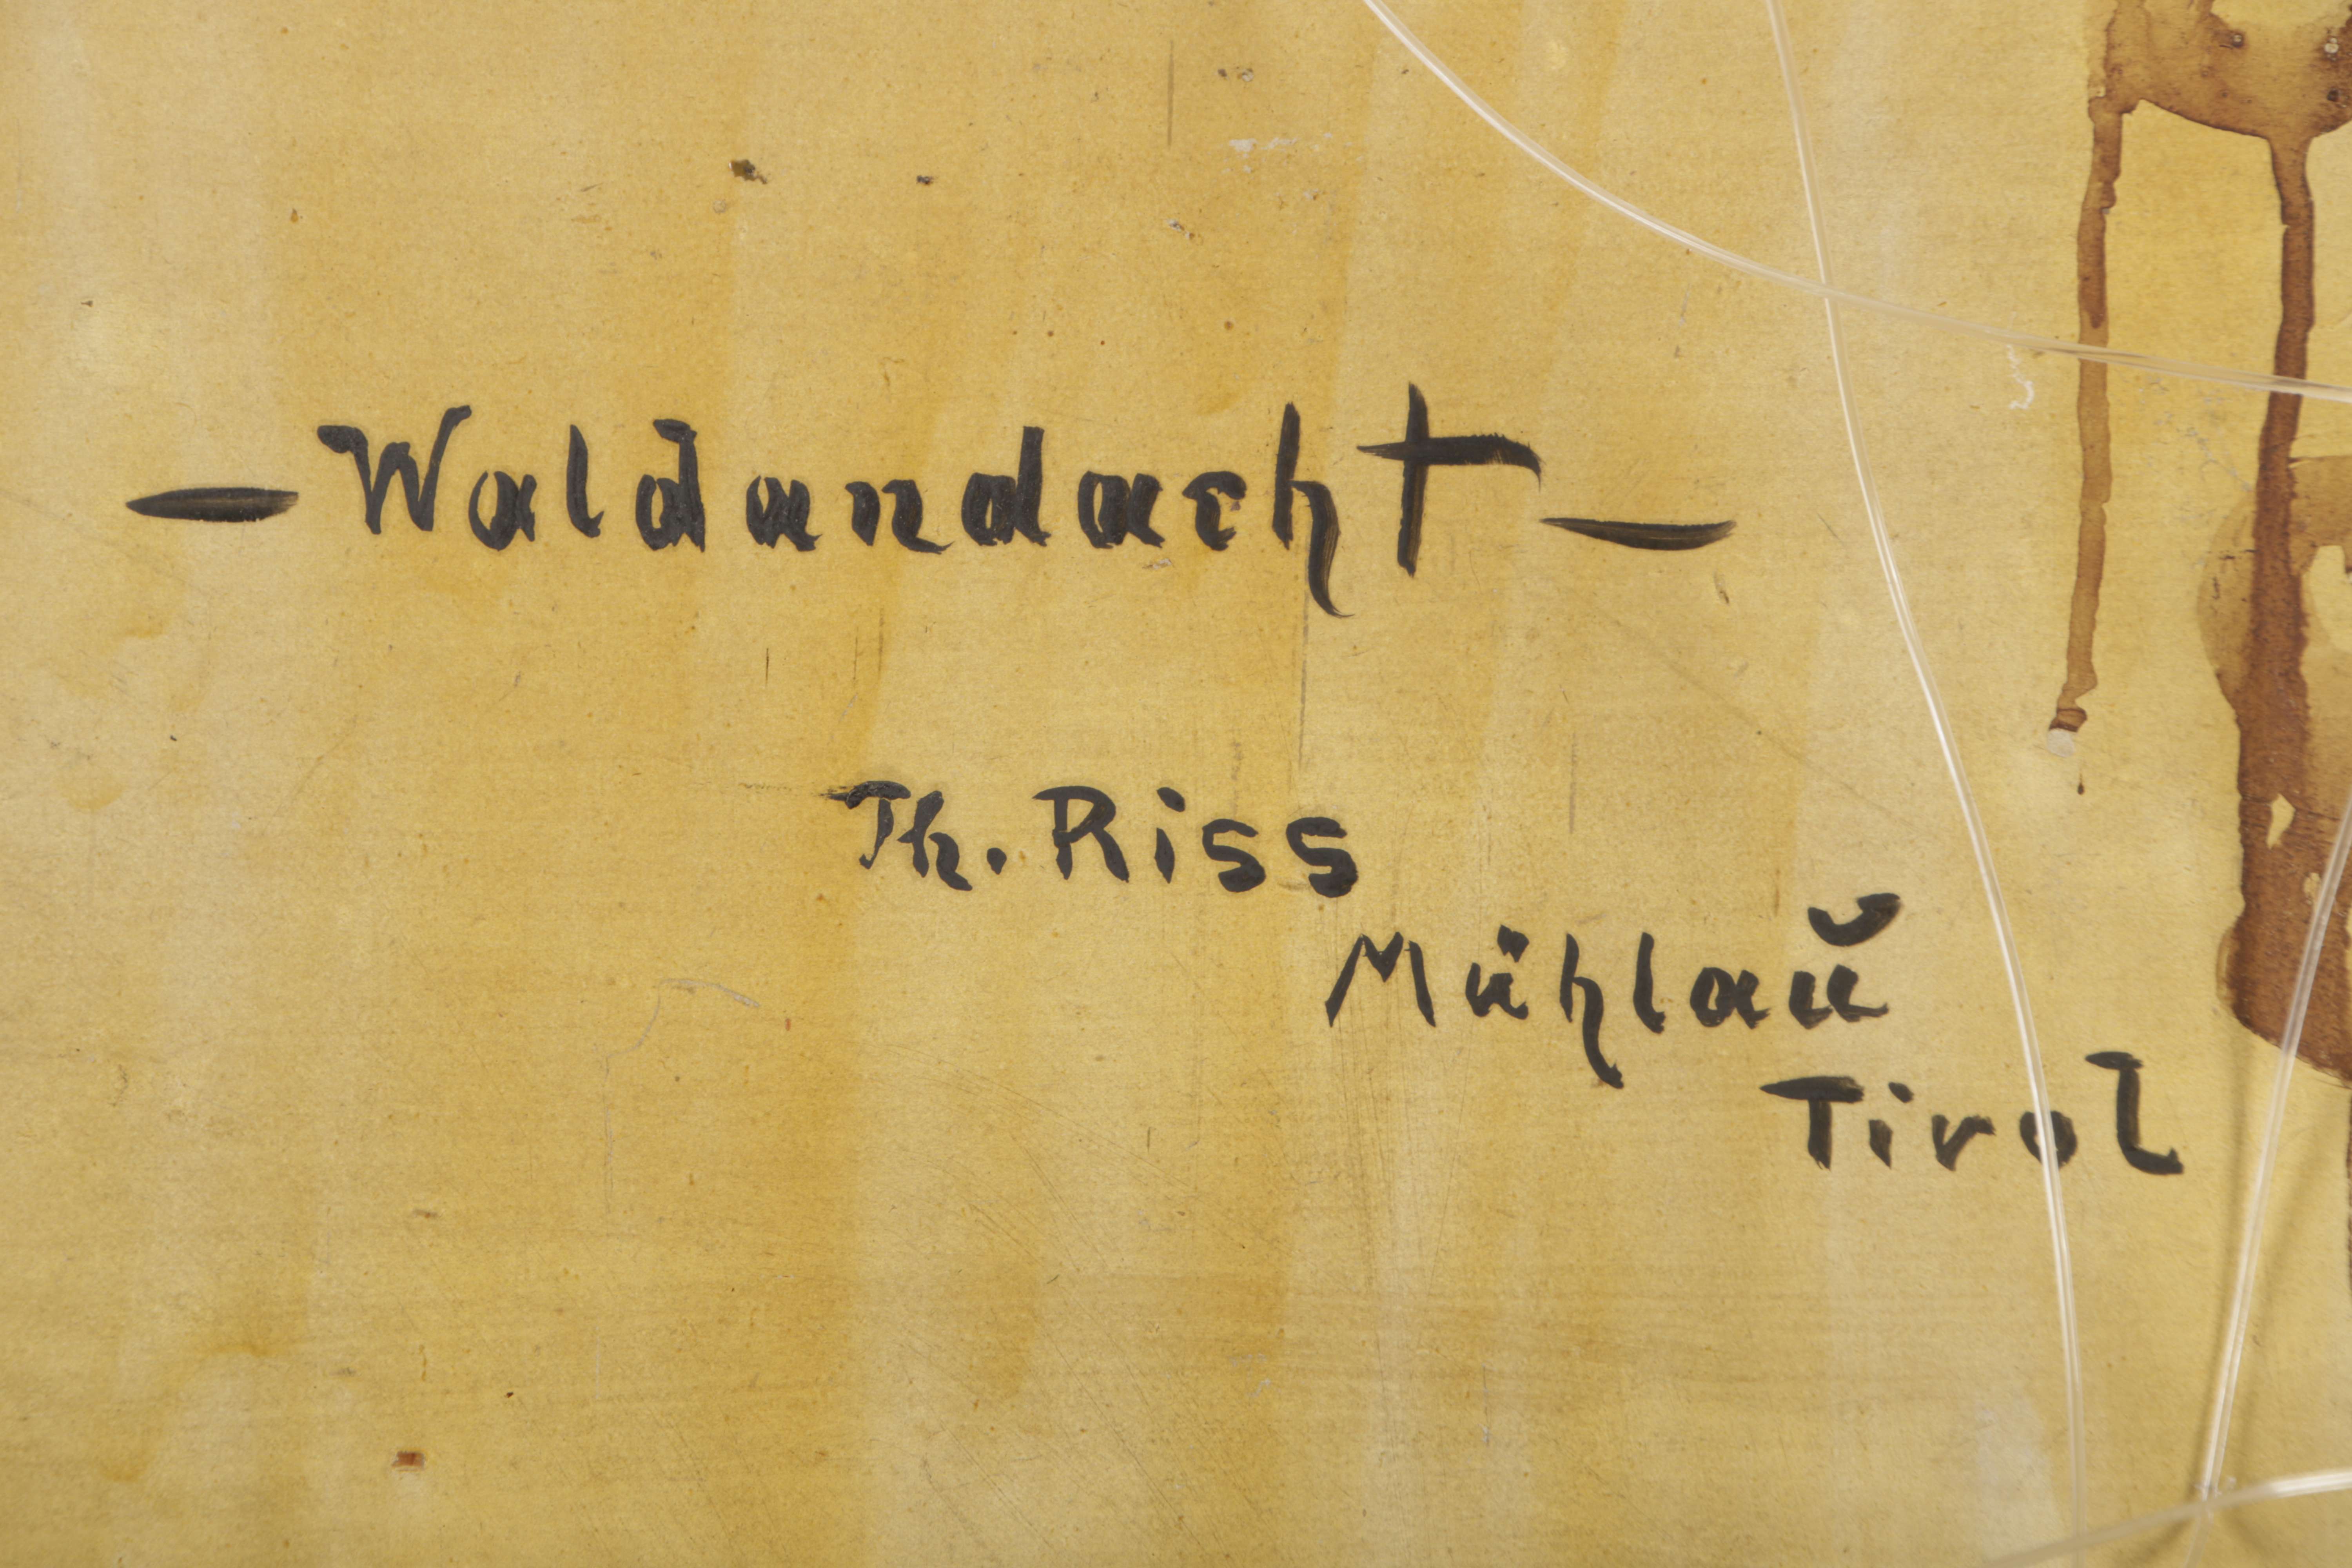 – Waldandacht –
Th. Riss
Mühlau
Tirol